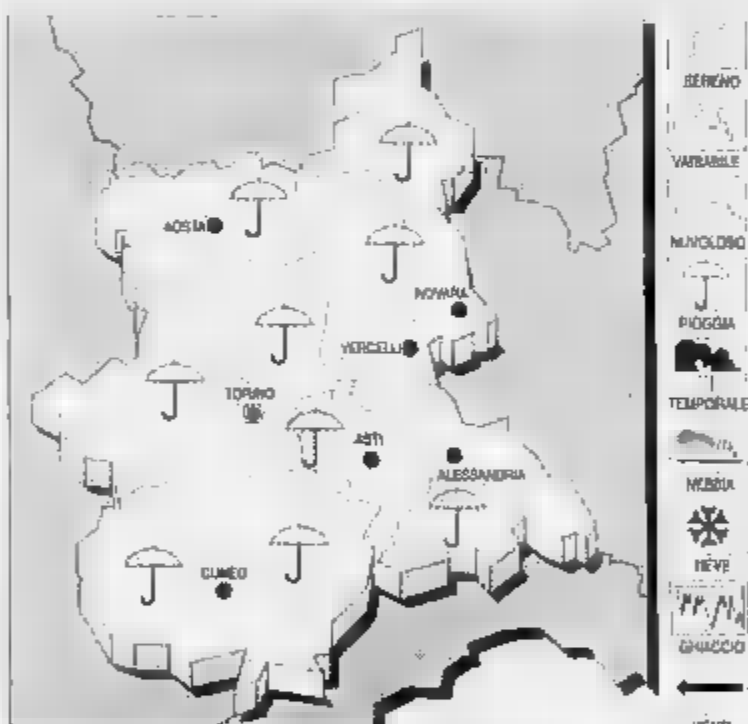 SERENO
VARIABILE
NUVOLOSO
PIOGGIA
TEMPORALE
NEBBIA
NEVE
GHIACCIO
AOSTA
NOVARA
VERCELLI
TORINO
ASTI
ALESSANDRIA
CUNEO